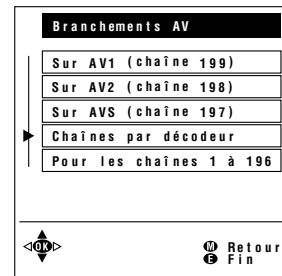 Branchements AV
Sur AV1 (chaîne 199)
Sur AV2 (chaîne 198)
Sur AVS (chaîne 197)
Chaînes par décodeur
Pour les chaînes 1 à 196
OK
M Retour
E Fin